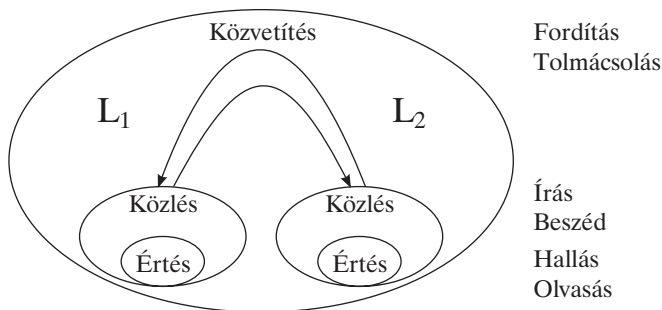 Közvetítés
Fordítás
Tolmácsolás
L₁
L₂
Közlés
Közlés
Írás
Beszéd
Értés
Értés
Hallás
Olvasás